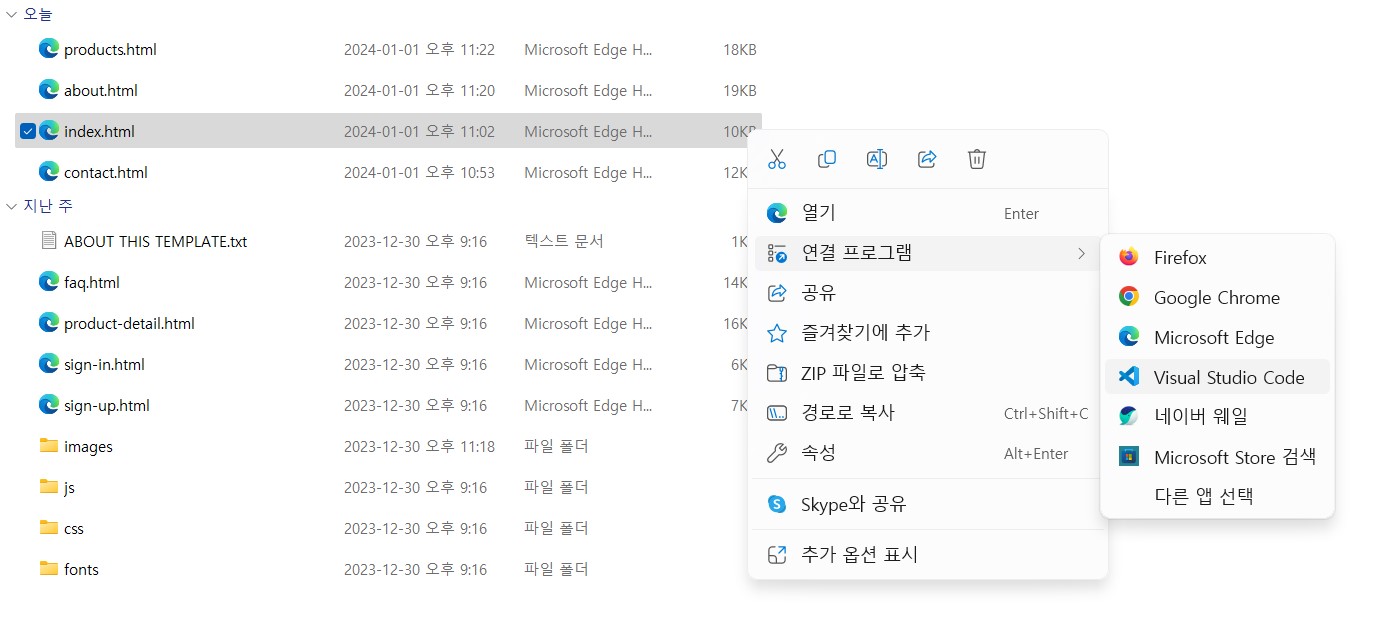 오늘
products.html 2024-01-01 오후 11:22 Microsoft Edge H... 18KB
about.html 2024-01-01 오후 11:20 Microsoft Edge H... 19KB
index.html 2024-01-01 오후 11:02 Microsoft Edge H... 10KB
contact.html 2024-01-01 오후 10:53 Microsoft Edge H... 12K
지난 주
ABOUT THIS TEMPLATE.txt 2023-12-30 오후 9:16 텍스트 문서 1K
faq.html 2023-12-30 오후 9:16 Microsoft Edge H... 14K
product-detail.html 2023-12-30 오후 9:16 Microsoft Edge H... 16K
sign-in.html 2023-12-30 오후 9:16 Microsoft Edge H... 6K
sign-up.html 2023-12-30 오후 9:16 Microsoft Edge H... 7K
images 2023-12-30 오후 11:18 파일 폴더
js 2023-12-30 오후 9:16 파일 폴더
css 2023-12-30 오후 9:16 파일 폴더
fonts 2023-12-30 오후 9:16 파일 폴더
열기 Enter
연결 프로그램
공유
즐겨찾기에 추가
ZIP 파일로 압축
경로로 복사 Ctrl+Shift+C
속성 Alt+Enter
Skype와 공유
추가 옵션 표시
Firefox
Google Chrome
Microsoft Edge
Visual Studio Code
네이버 웨일
Microsoft Store 검색
다른 앱 선택